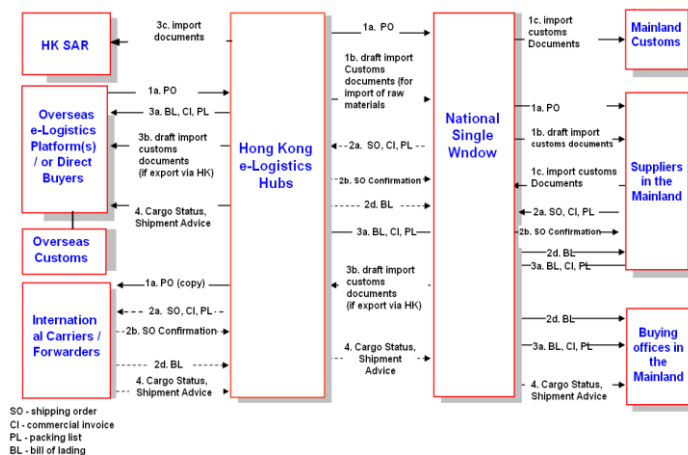 HK SAR
3c. import
documents
1a. PO
3a. BL, CI, PL
3b. draft import
customs
documents
(if export via HK)
4. Cargo Status,
Shipment Advice
Overseas
e-Logistics
Platform(s)
/ or Direct
Buyers
Overseas
Customs
1a. PO (copy)
2a. SO, CI, PL
2b. SO Confirmation
2d. BL
4. Cargo Status,
Shipment Advice
Internation
al Carriers /
Forwarders
SO - shipping order
CI - commercial invoice
PL - packing list
BL - bill of lading
Hong Kong
e-Logistics
Hubs
1a. PO
1b. draft import
Customs
documents (for
import of raw
materials)
2a. SO, CI, PL
2b. SO Confirmation
2d. BL
3a. BL, CI, PL
3b. draft import
customs
documents
(if export via HK)
4. Cargo Status,
Shipment
Advice
National
Single
Wndow
1c. import
customs
Documents
Mainland
Customs
1a. PO
1b. draft import
customs documents
1c. import customs
Documents
2a. SO, CI, PL
2b. SO Confirmation
2d. BL
3a. BL, CI, PL
Suppliers in
the Mainland
2d. BL
3a. BL, CI, PL
4. Cargo Status,
Shipment Advice
Buying
offices in
the
Mainland